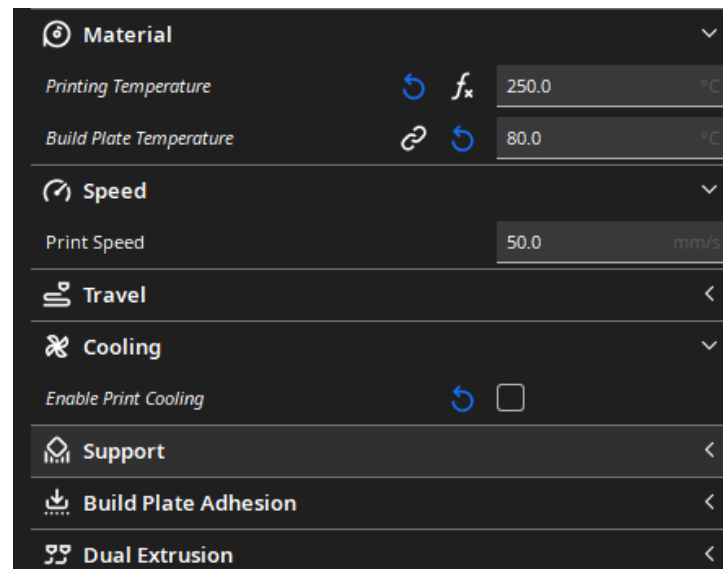 Material
Printing Temperature 250.0 °C
Build Plate Temperature 80.0 °C
Speed
Print Speed 50.0 mm/s
Travel
Cooling
Enable Print Cooling
Support
Build Plate Adhesion
Dual Extrusion